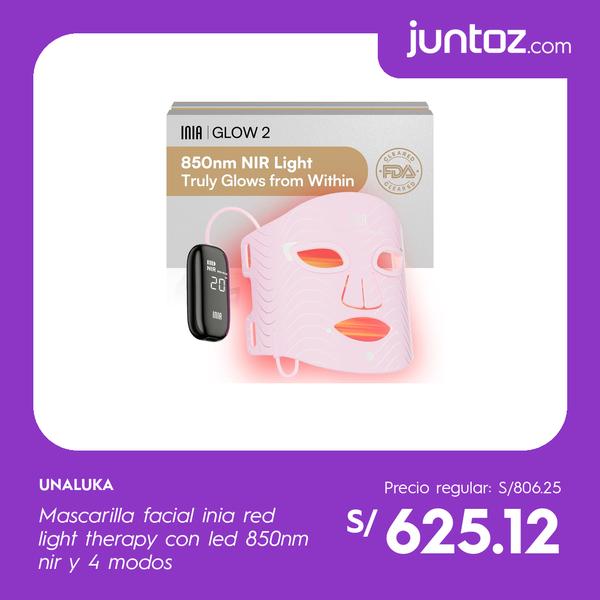 juntoz.com
INIA | GLOW 2
850nm NIR Light
Truly Glows from Within
CLEARED
FDA
CLEARED
INIA
NIR
20
INIA
UNALUKA
Mascarilla facial inia red
light therapy con led 850nm
nir y 4 modos
Precio regular: S/806.25
S/ 625.12